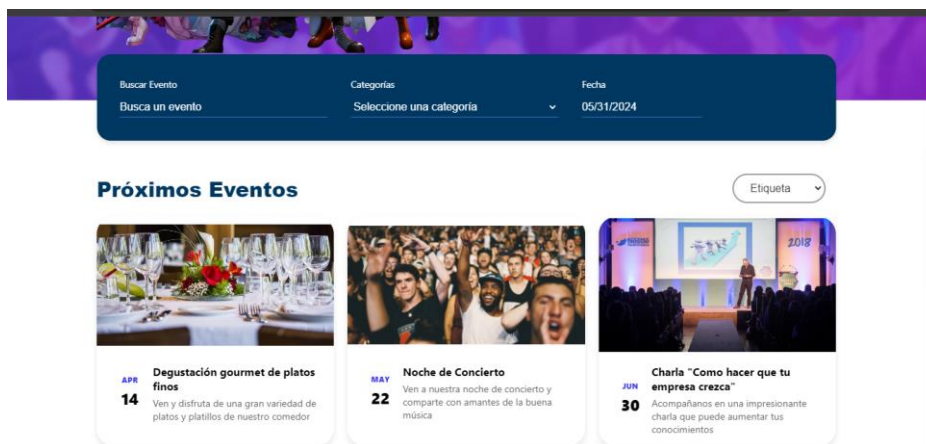 Buscar Evento
Categorías
Fecha
Busca un evento
Seleccione una categoría
05/31/2024
Próximos Eventos
Etiqueta
2018
APR
14
Degustación gourmet de platos
finos
Ven y disfruta de una gran variedad de
platos y platillos de nuestro comedor
MAY
22
Noche de Concierto
Ven a nuestra noche de concierto y
comparte con amantes de la buena
música
JUN
30
Charla "Como hacer que tu
empresa crezca"
Acompañanos en una impresionante
charla que puede aumentar tus
conocimientos